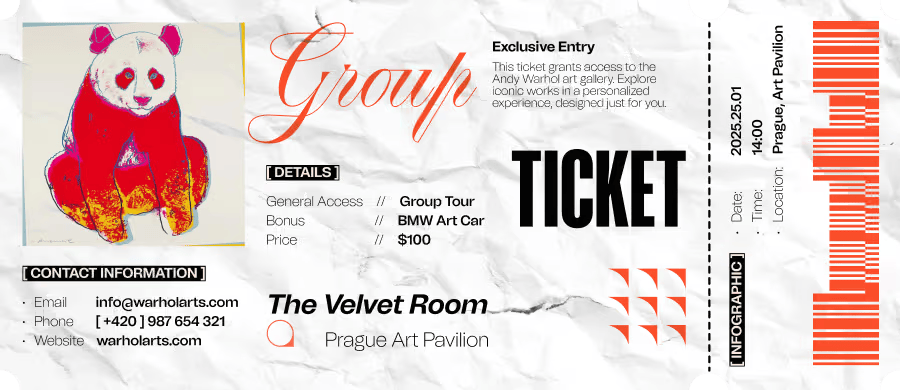 Group
Exclusive Entry
This ticket grants access to the
Andy Warhol art gallery. Explore
iconic works in a personalized
experience, designed just for you.
TICKET
[ DETAILS ]
General Access // Group Tour
Bonus // BMW Art Car
Price // $100
[ CONTACT INFORMATION ]
· Email info@warholarts.com
· Phone [ +420 ] 987 654 321
· Website warholarts.com
The Velvet Room
Prague Art Pavilion
· Date: 2025.25.01
· Time: 14:00
· Location: Prague, Art Pavilion
[ INFOGRAPHIC ]